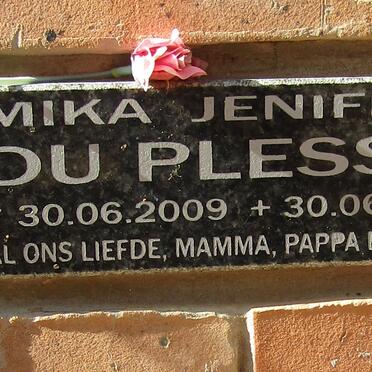 MIKA JENIF
DU PLESS
* 30.06.2009 + 30.06
AL ONS LIEFDE, MAMMA, PAPPA